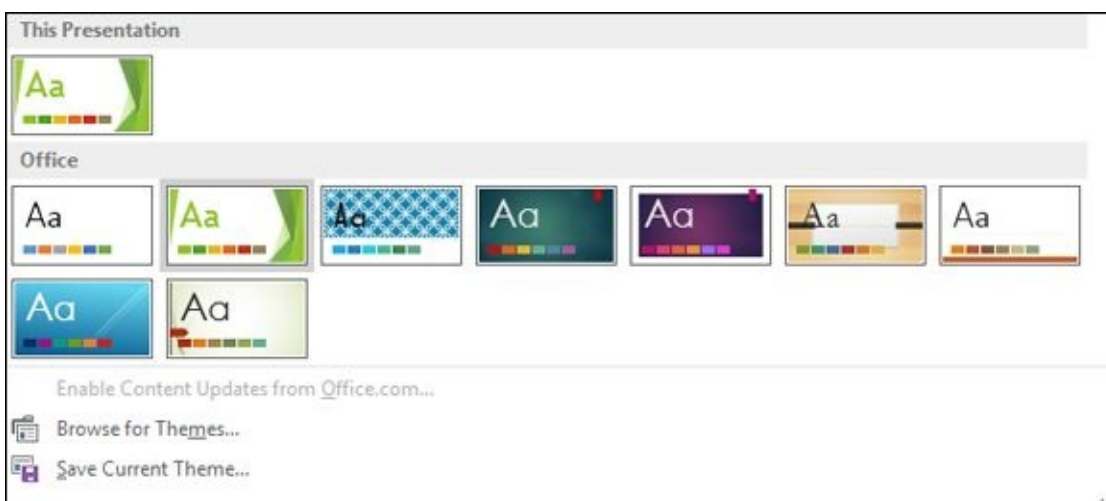 This Presentation
Aa
Office
Aa Aa Aa Aa Aa Aa Aa
Aa Aa
Enable Content Updates from Office.com...
Browse for Themes...
Save Current Theme...